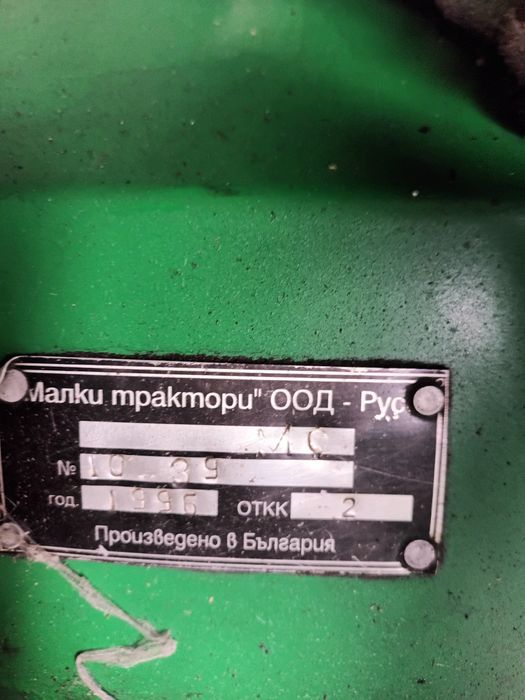 Малки трактори" ООД - Рус
МС
№ 10-39
год. 1996 ОТКК 2
Произведено в България